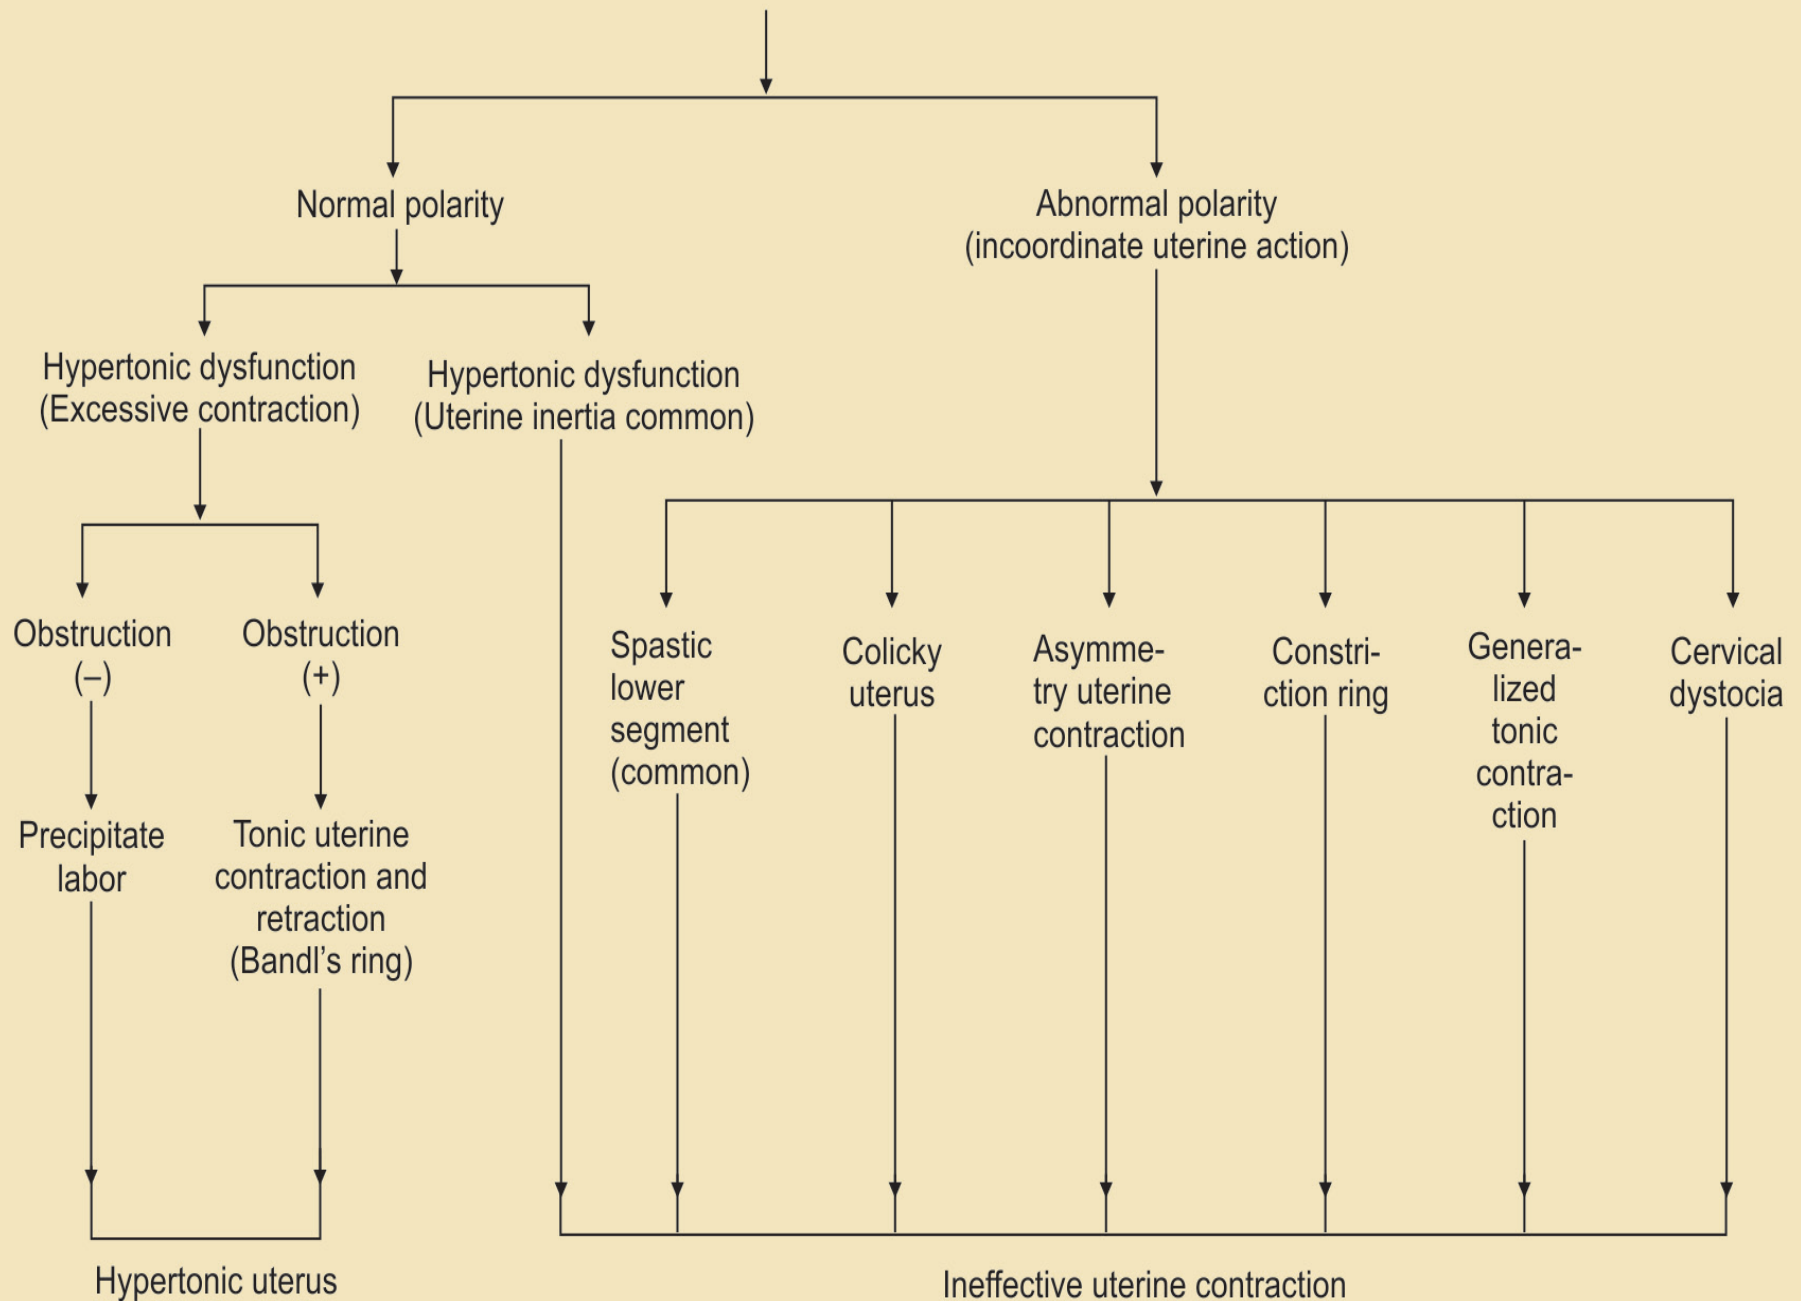 Normal polarity
Abnormal polarity
(incoordinate uterine action)
Hypertonic dysfunction
(Excessive contraction)
Hypertonic dysfunction
(Uterine inertia common)
Obstruction
(–)
Obstruction
(+)
Spastic
lower
segment
(common)
Colicky
uterus
Asymme-
try uterine
contraction
Constri-
ction ring
Genera-
lized
tonic
contra-
ction
Cervical
dystocia
Precipitate
labor
Tonic uterine
contraction and
retraction
(Bandl’s ring)
Hypertonic uterus
Ineffective uterine contraction